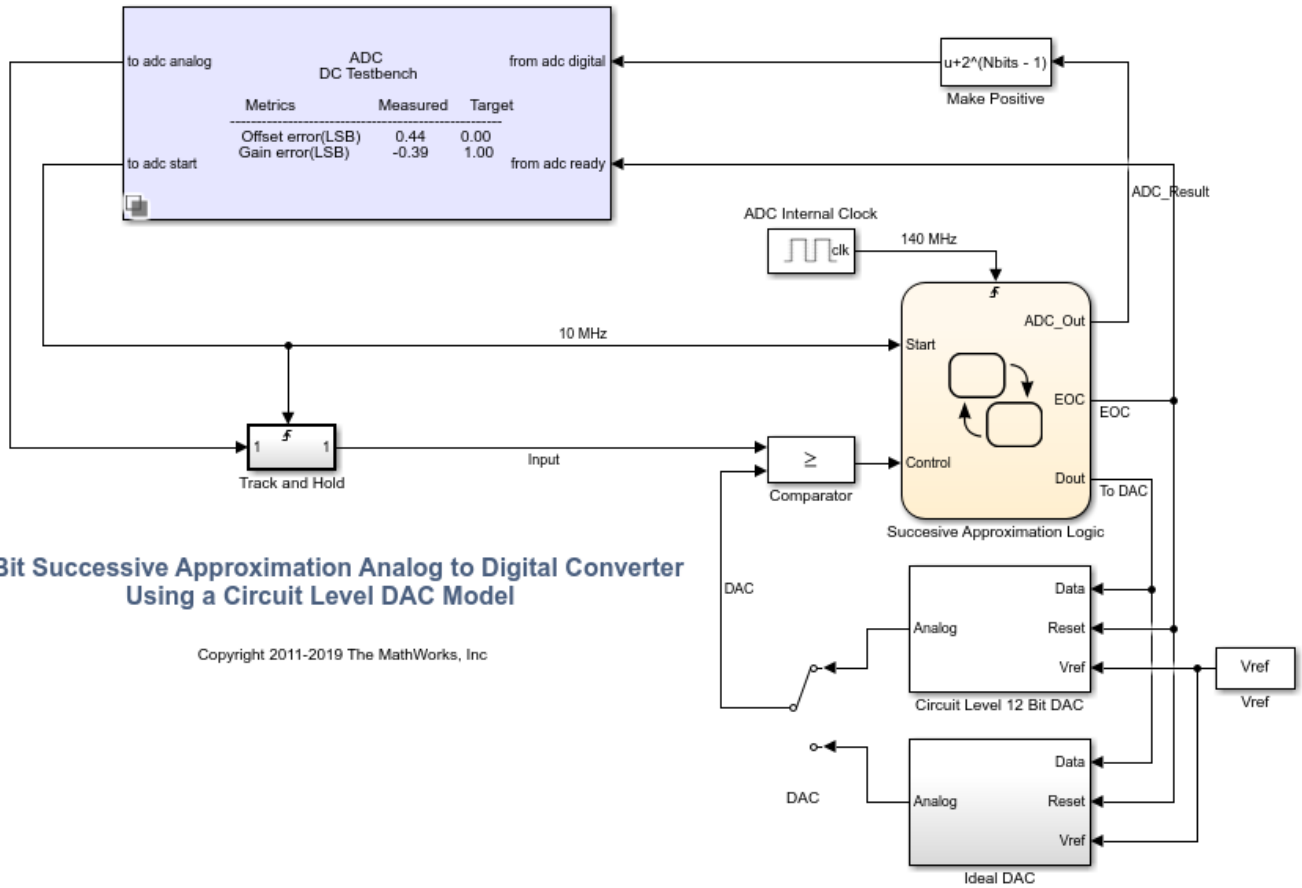 to adc analog
ADC
DC Testbench
from adc digital
Metrics Measured Target
Offset error(LSB) 0.44 0.00
Gain error(LSB) -0.39 1.00
to adc start
from adc ready
u+2^(Nbits - 1)
Make Positive
ADC_Result
ADC Internal Clock
clk
140 MHz
10 MHz
Start
ADC_Out
EOC
EOC
Control
Dout
To DAC
Succesive Approximation Logic
1 1
Track and Hold
Input
≥
Comparator
Bit Successive Approximation Analog to Digital Converter
Using a Circuit Level DAC Model
Copyright 2011-2019 The MathWorks, Inc
DAC
Data
Analog
Reset
Vref
Circuit Level 12 Bit DAC
Vref
Vref
DAC
Data
Analog
Reset
Vref
Ideal DAC